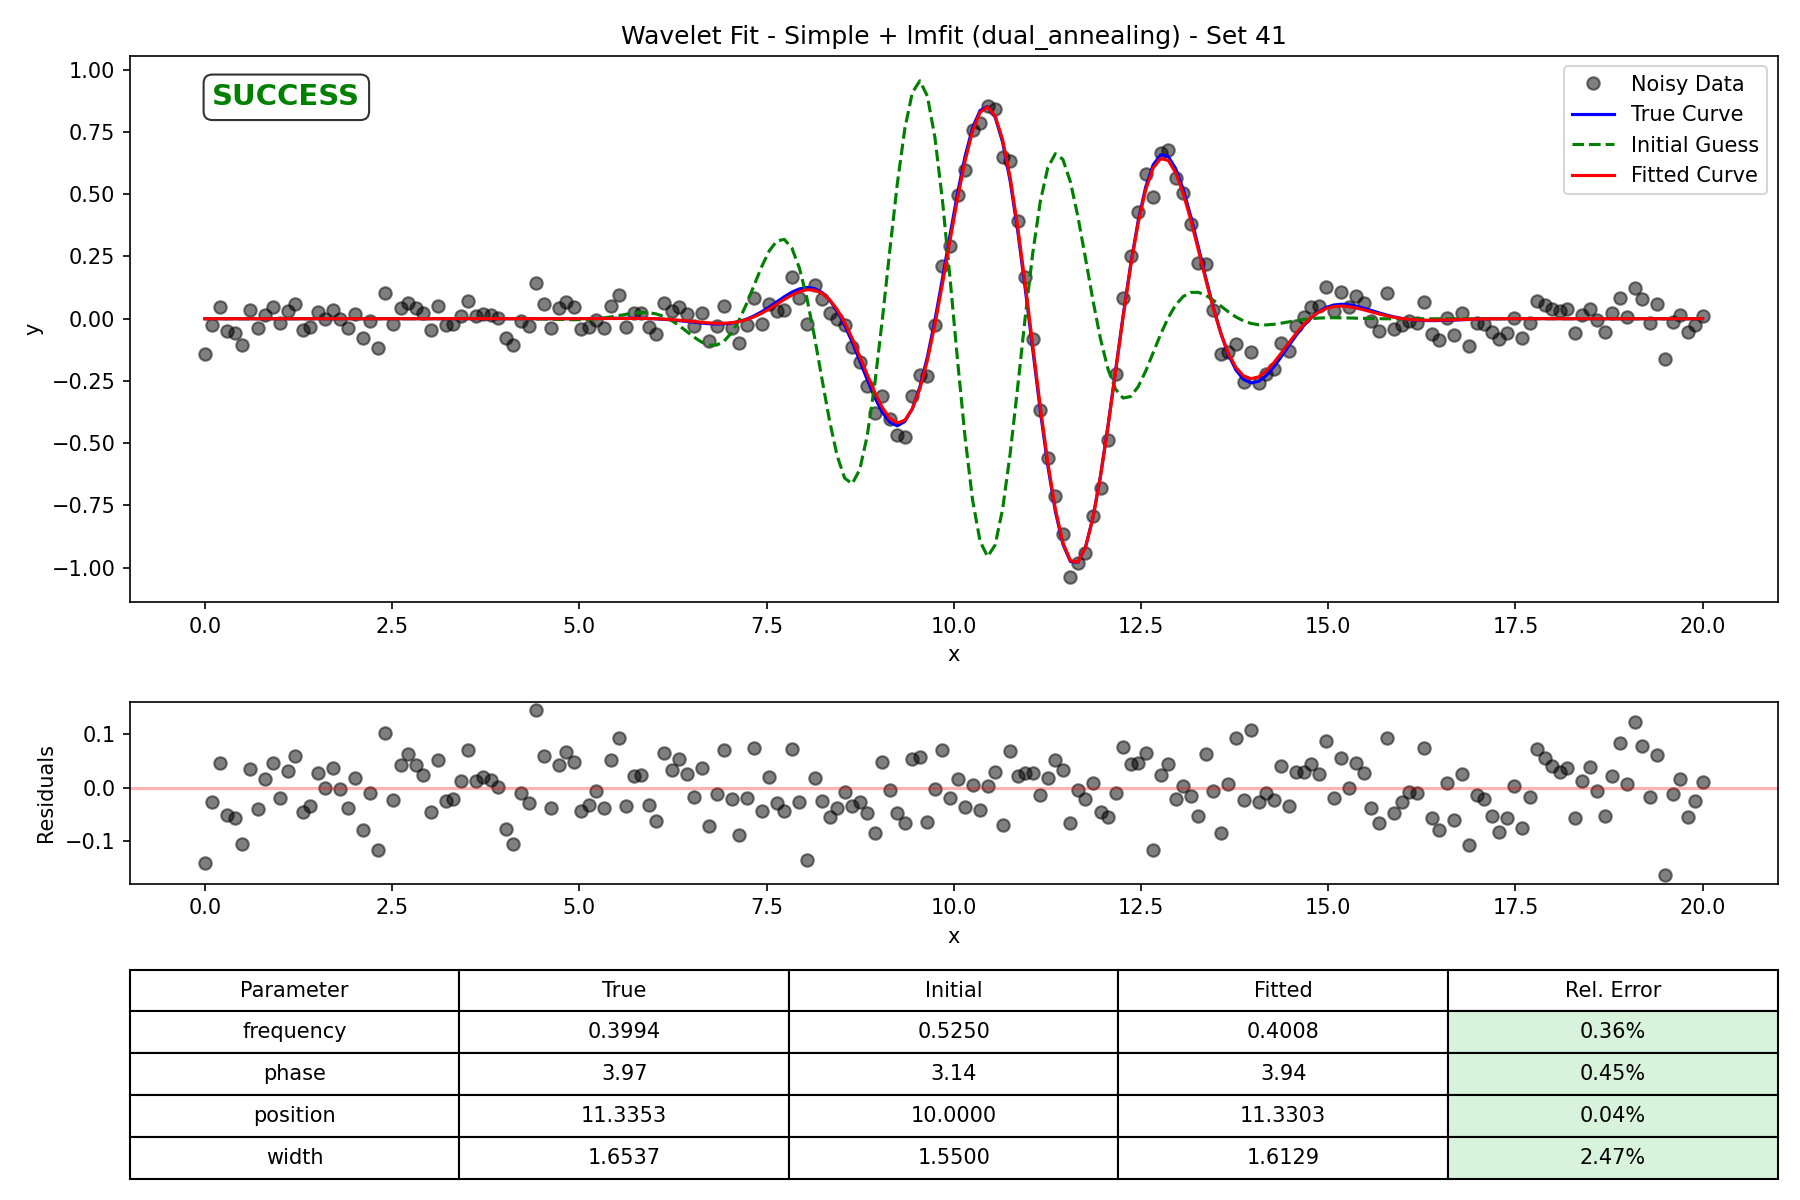 Wavelet Fit - Simple + lmfit (dual_annealing) - Set 41
SUCCESS
Noisy Data
True Curve
Initial Guess
Fitted Curve
1.00
0.75
0.50
0.25
0.00
−0.25
−0.50
−0.75
−1.00
y
0.0 2.5 5.0 7.5 10.0 12.5 15.0 17.5 20.0
x
0.1
0.0
−0.1
Residuals
0.0 2.5 5.0 7.5 10.0 12.5 15.0 17.5 20.0
x
Parameter True Initial Fitted Rel. Error
frequency 0.3994 0.5250 0.4008 0.36%
phase 3.97 3.14 3.94 0.45%
position 11.3353 10.0000 11.3303 0.04%
width 1.6537 1.5500 1.6129 2.47%